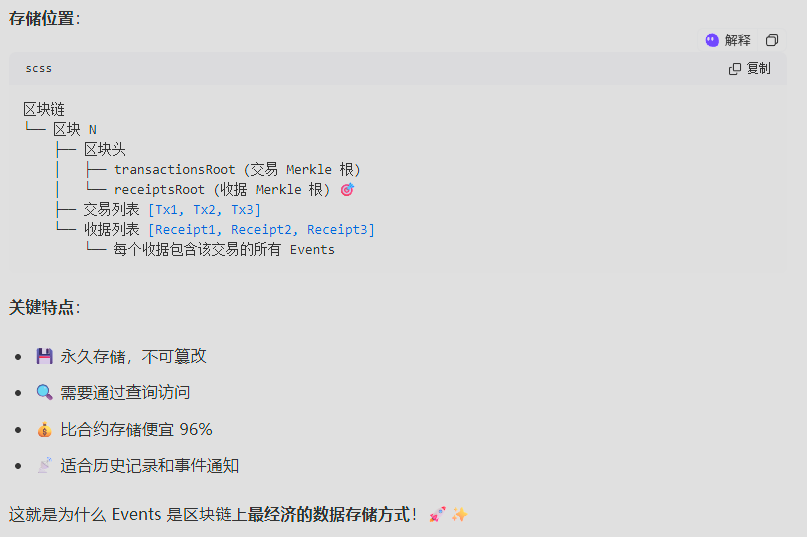 存储位置：
解释
scss
复制
区块链
└── 区块 N
    ├── 区块头
    │   ├── transactionsRoot (交易 Merkle 根)
    │   └── receiptsRoot (收据 Merkle 根) 🎯
    ├── 交易列表 [Tx1, Tx2, Tx3]
    └── 收据列表 [Receipt1, Receipt2, Receipt3]
        └── 每个收据包含该交易的所有 Events
关键特点：
• 💾 永久存储，不可篡改
• 🔍 需要通过查询访问
• 💰 比合约存储便宜 96%
• 📡 适合历史记录和事件通知
这就是为什么 Events 是区块链上最经济的数据存储方式！🚀 ✨